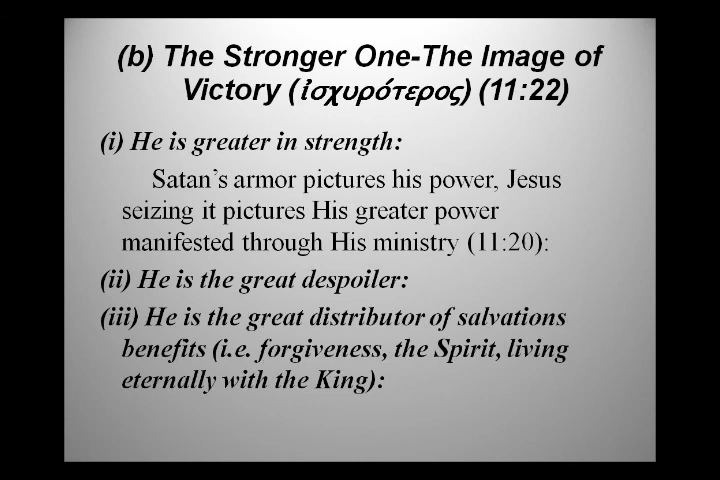 (b) The Stronger One-The Image of
Victory (ἰσχυρότερος) (11:22)
(i) He is greater in strength:
Satan's armor pictures his power, Jesus
seizing it pictures His greater power
manifested through His ministry (11:20):
(ii) He is the great despoiler:
(iii) He is the great distributor of salvations
benefits (i.e. forgiveness, the Spirit, living
eternally with the King):